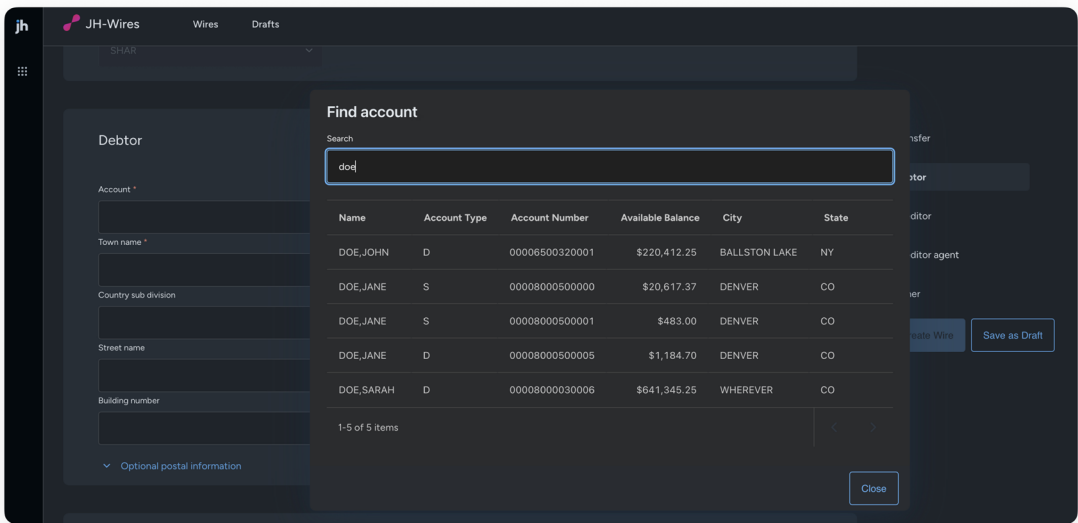 jh JH-Wires Wires Drafts
SHAR
Find account
Search
doe
Name Account Type Account Number Available Balance City State
DOE,JOHN D 00006500320001 $220,412.25 BALLSTON LAKE NY
DOE,JANE S 00008000500000 $20,617.37 DENVER CO
DOE,JANE S 00008000500001 $483.00 DENVER CO
DOE,JANE D 00008000500005 $1,184.70 DENVER CO
DOE,SARAH D 00008000030006 $641,345.25 WHEREVER CO
1-5 of 5 items
Close
Debtor
Account *
Town name *
Country sub division
Street name
Building number
Optional postal information
nsfer
btor
ditor
ditor agent
er
eate Wire
Save as Draft